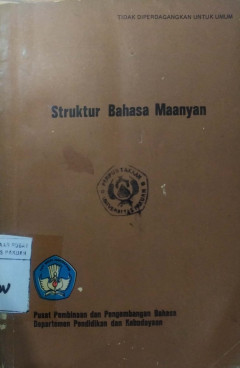 TIDAK DIPERDAGANGKAN UNTUK UMUM
Struktur Bahasa Maanyan
Pusat Pembinaan dan Pengembangan Bahasa
Departemen Pendidikan dan Kebudayaan